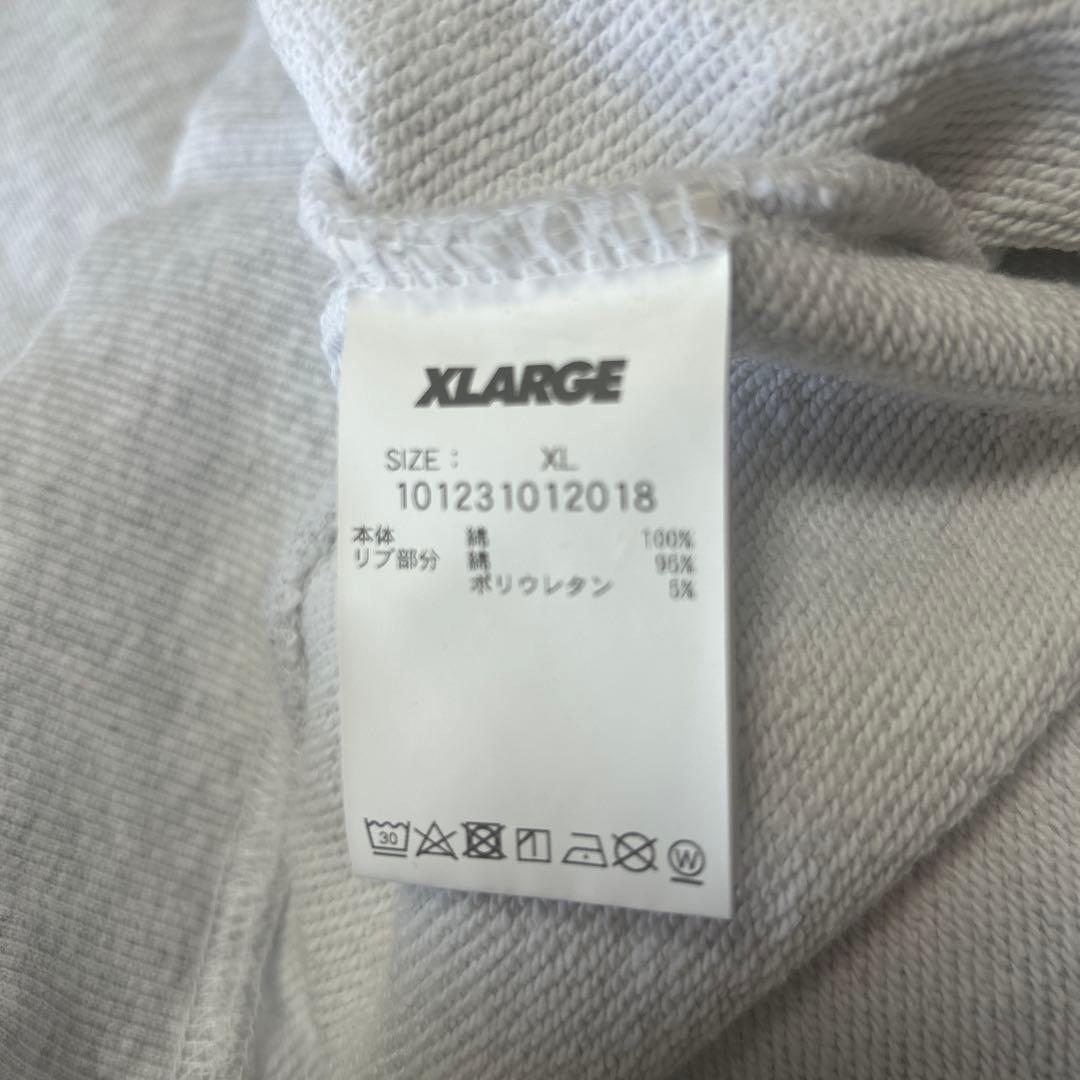 XLARGE
SIZE : XL
101231012018
本体 綿 100%
リブ部分 綿 95%
ポリウレタン 5%
30
W